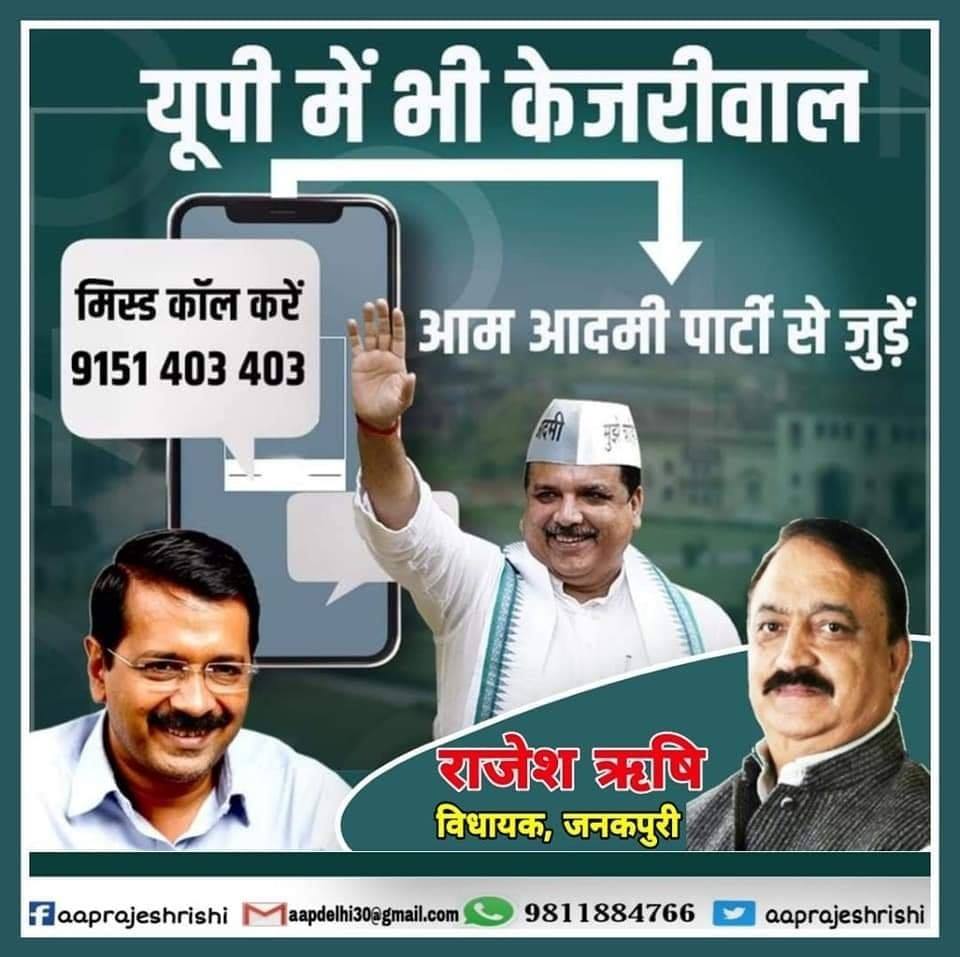 यूपी में भी केजरीवाल
मिस्ड कॉल करें
9151 403 403
आम आदमी पार्टी से जुड़ें
मुझे
राजेश ऋषि
विधायक, जनकपुरी
aaprajeshrishi aapdelhi30@gmail.com 9811884766 aaprajeshrishi